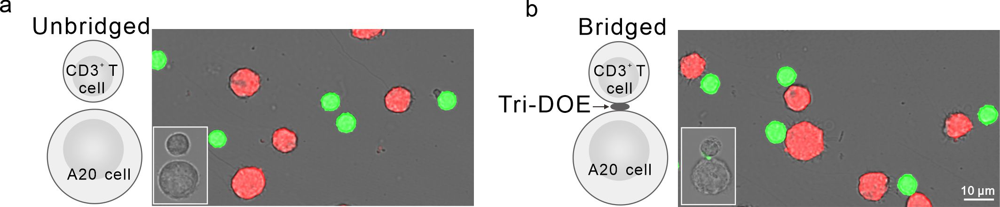 a
Unbridged
CD3⁺ T
cell
A20 cell
b
Bridged
CD3⁺ T
cell
Tri-DOE
A20 cell
10 µm